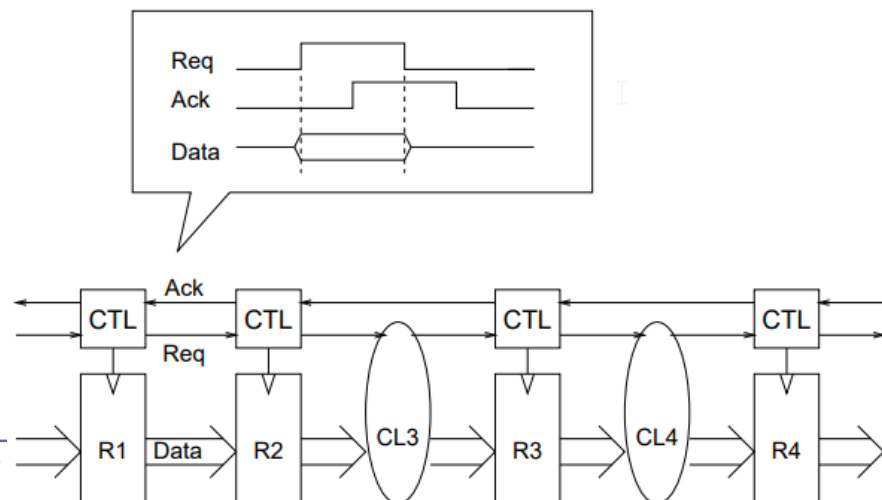 Req
Ack
Data
Ack
CTL CTL CTL CTL
Req
R1 Data R2 CL3 R3 CL4 R4